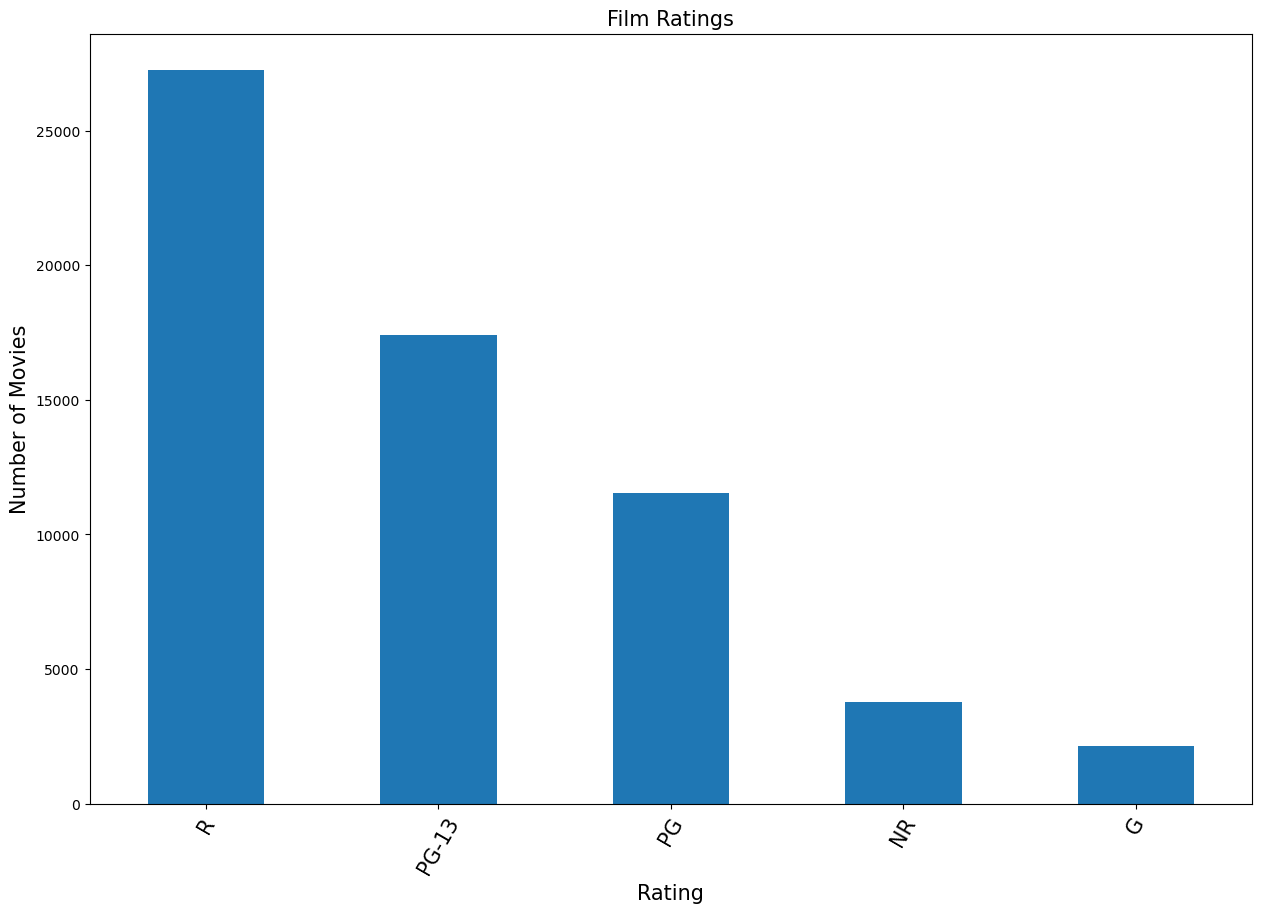 Film Ratings
Number of Movies
25000
20000
15000
10000
5000
0
R
PG-13
PG
NR
G
Rating